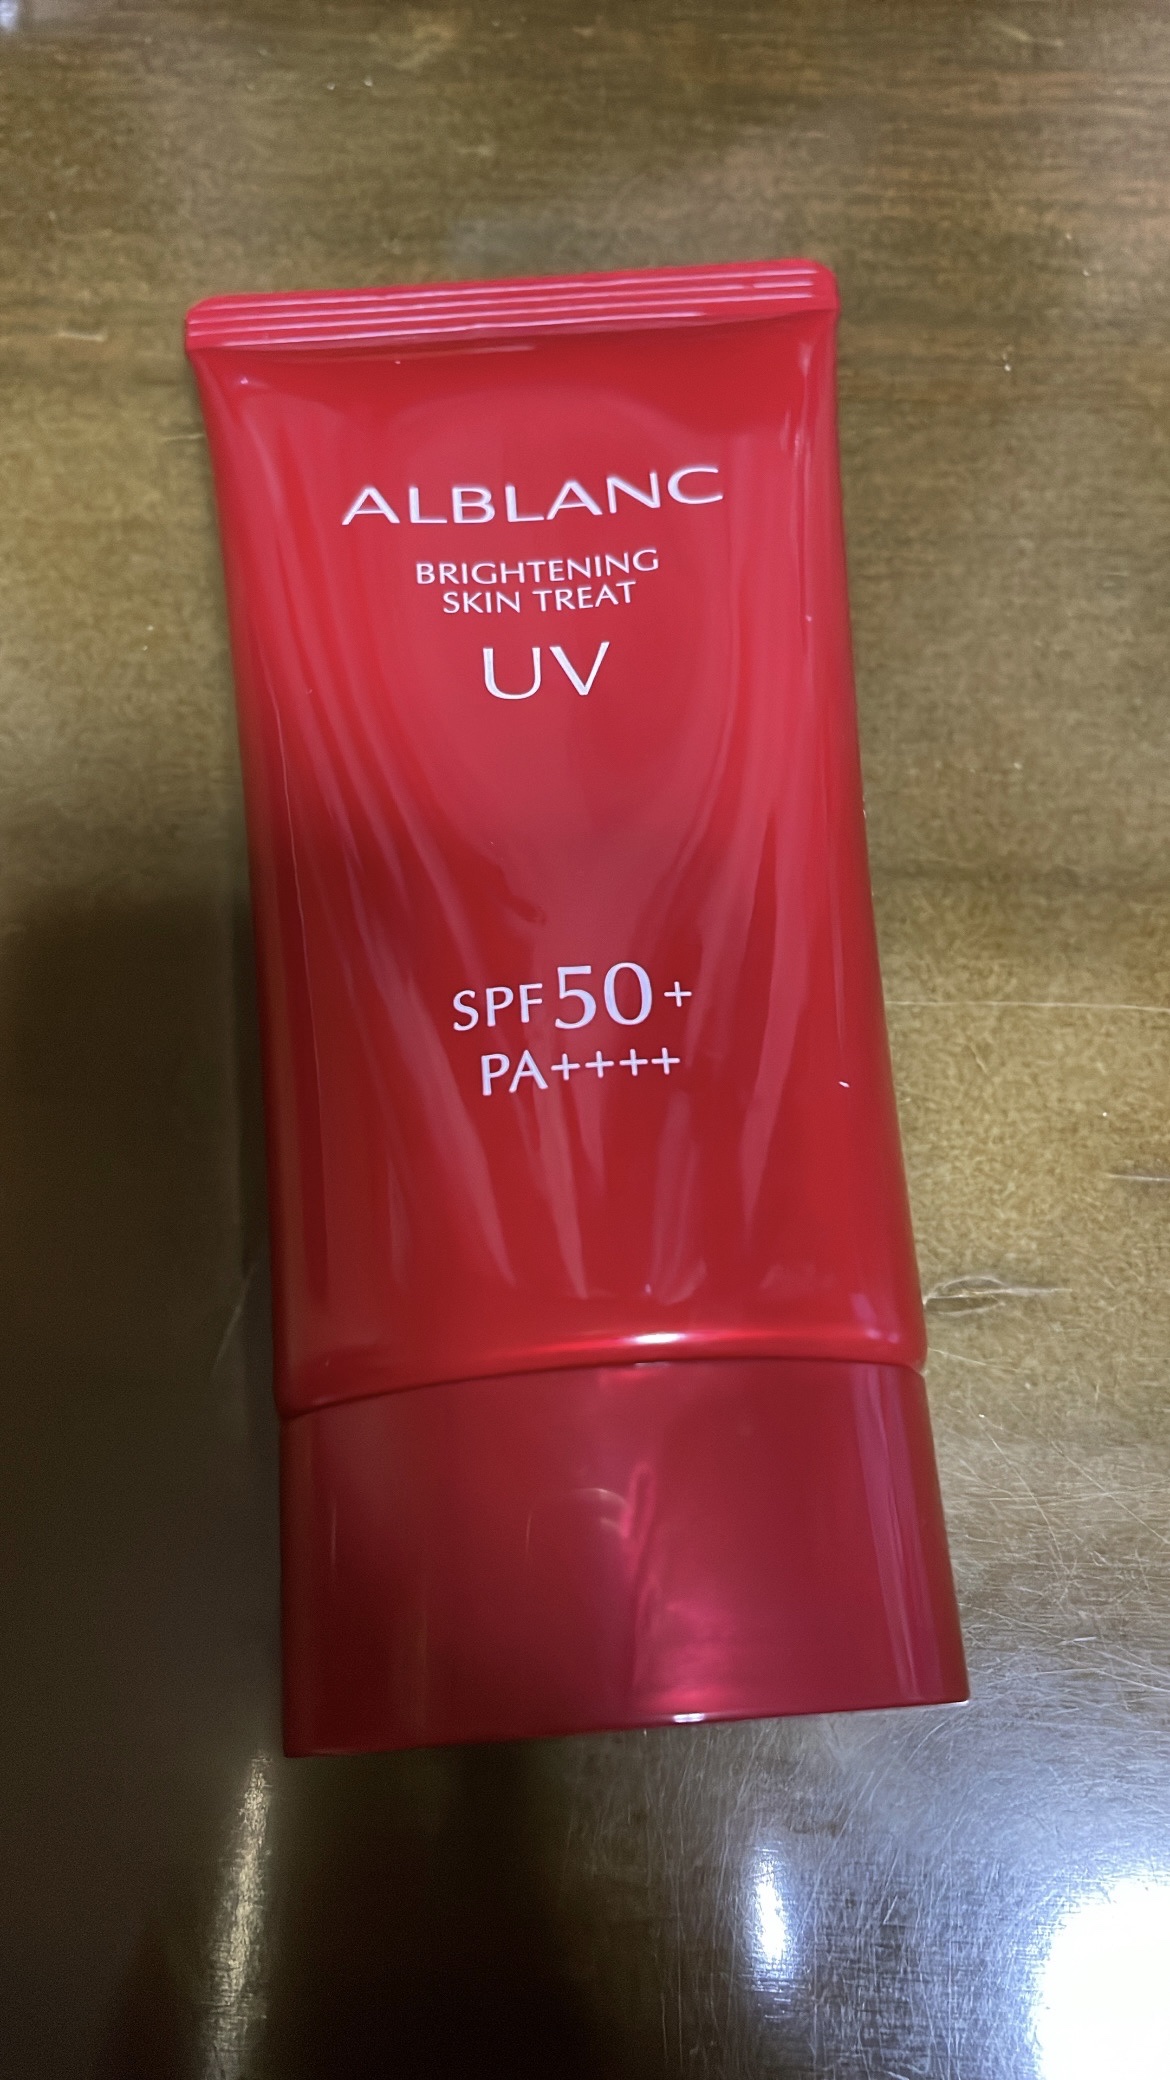 ALBLANC
BRIGHTENING
SKIN TREAT
UV
SPF50+
PA++++